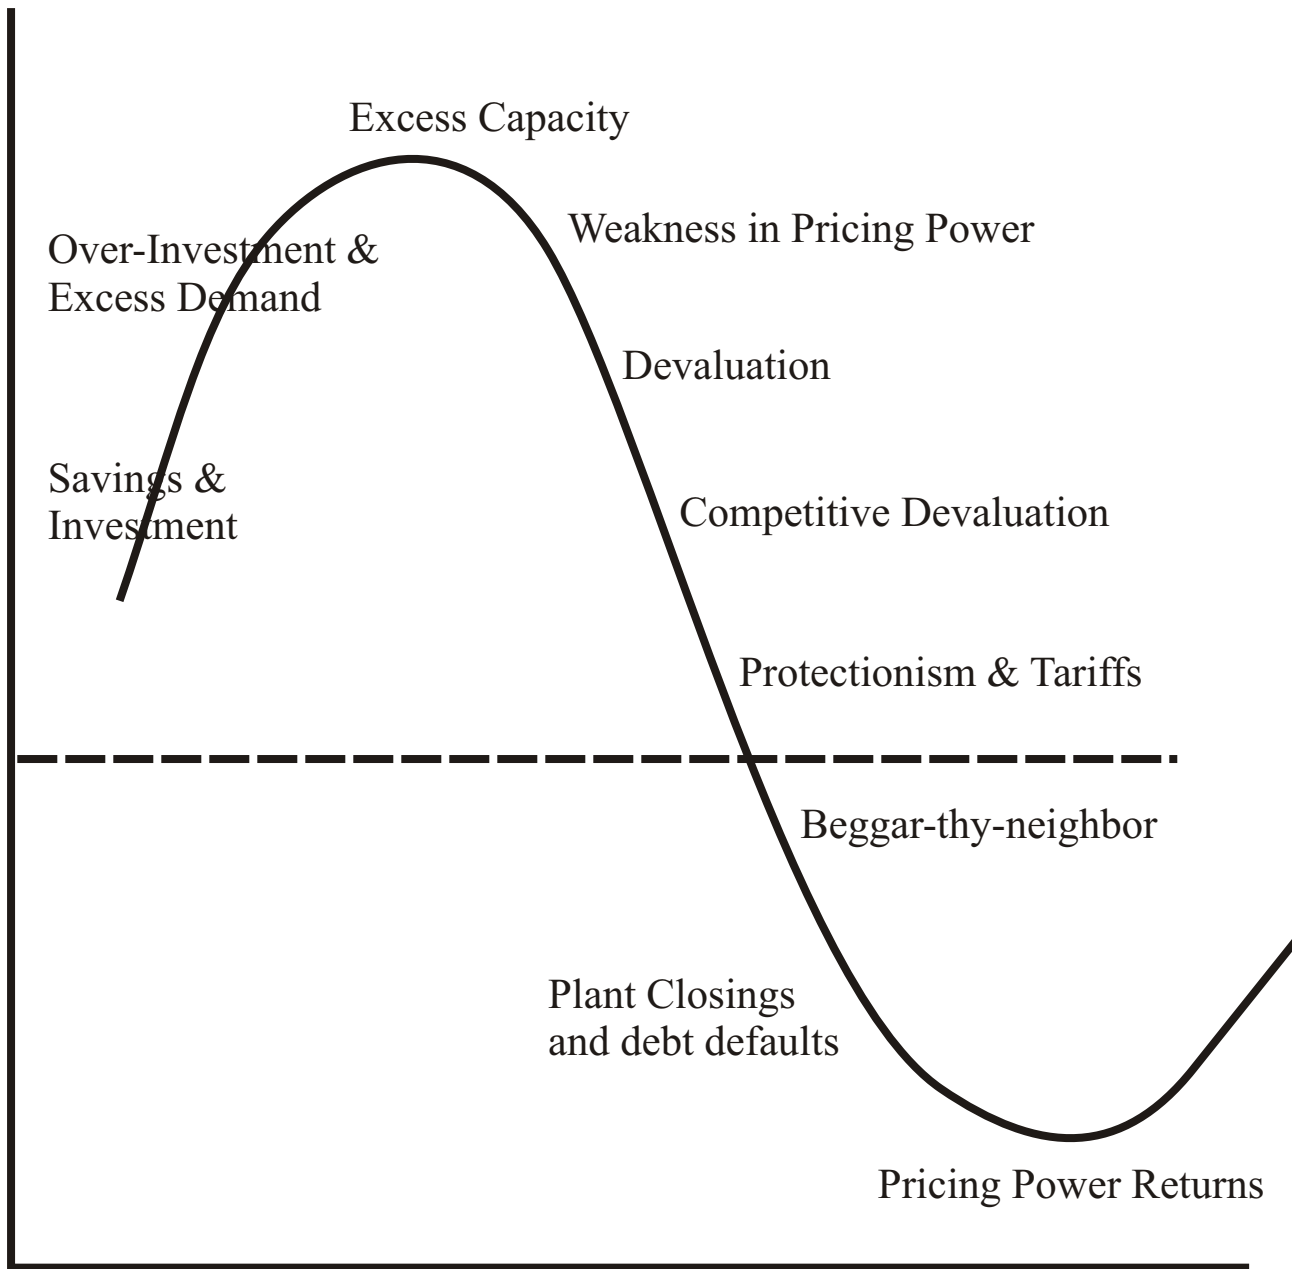 Excess Capacity
Weakness in Pricing Power
Over-Investment &
Excess Demand
Devaluation
Savings &
Investment
Competitive Devaluation
Protectionism & Tariffs
Beggar-thy-neighbor
Plant Closings
and debt defaults
Pricing Power Returns